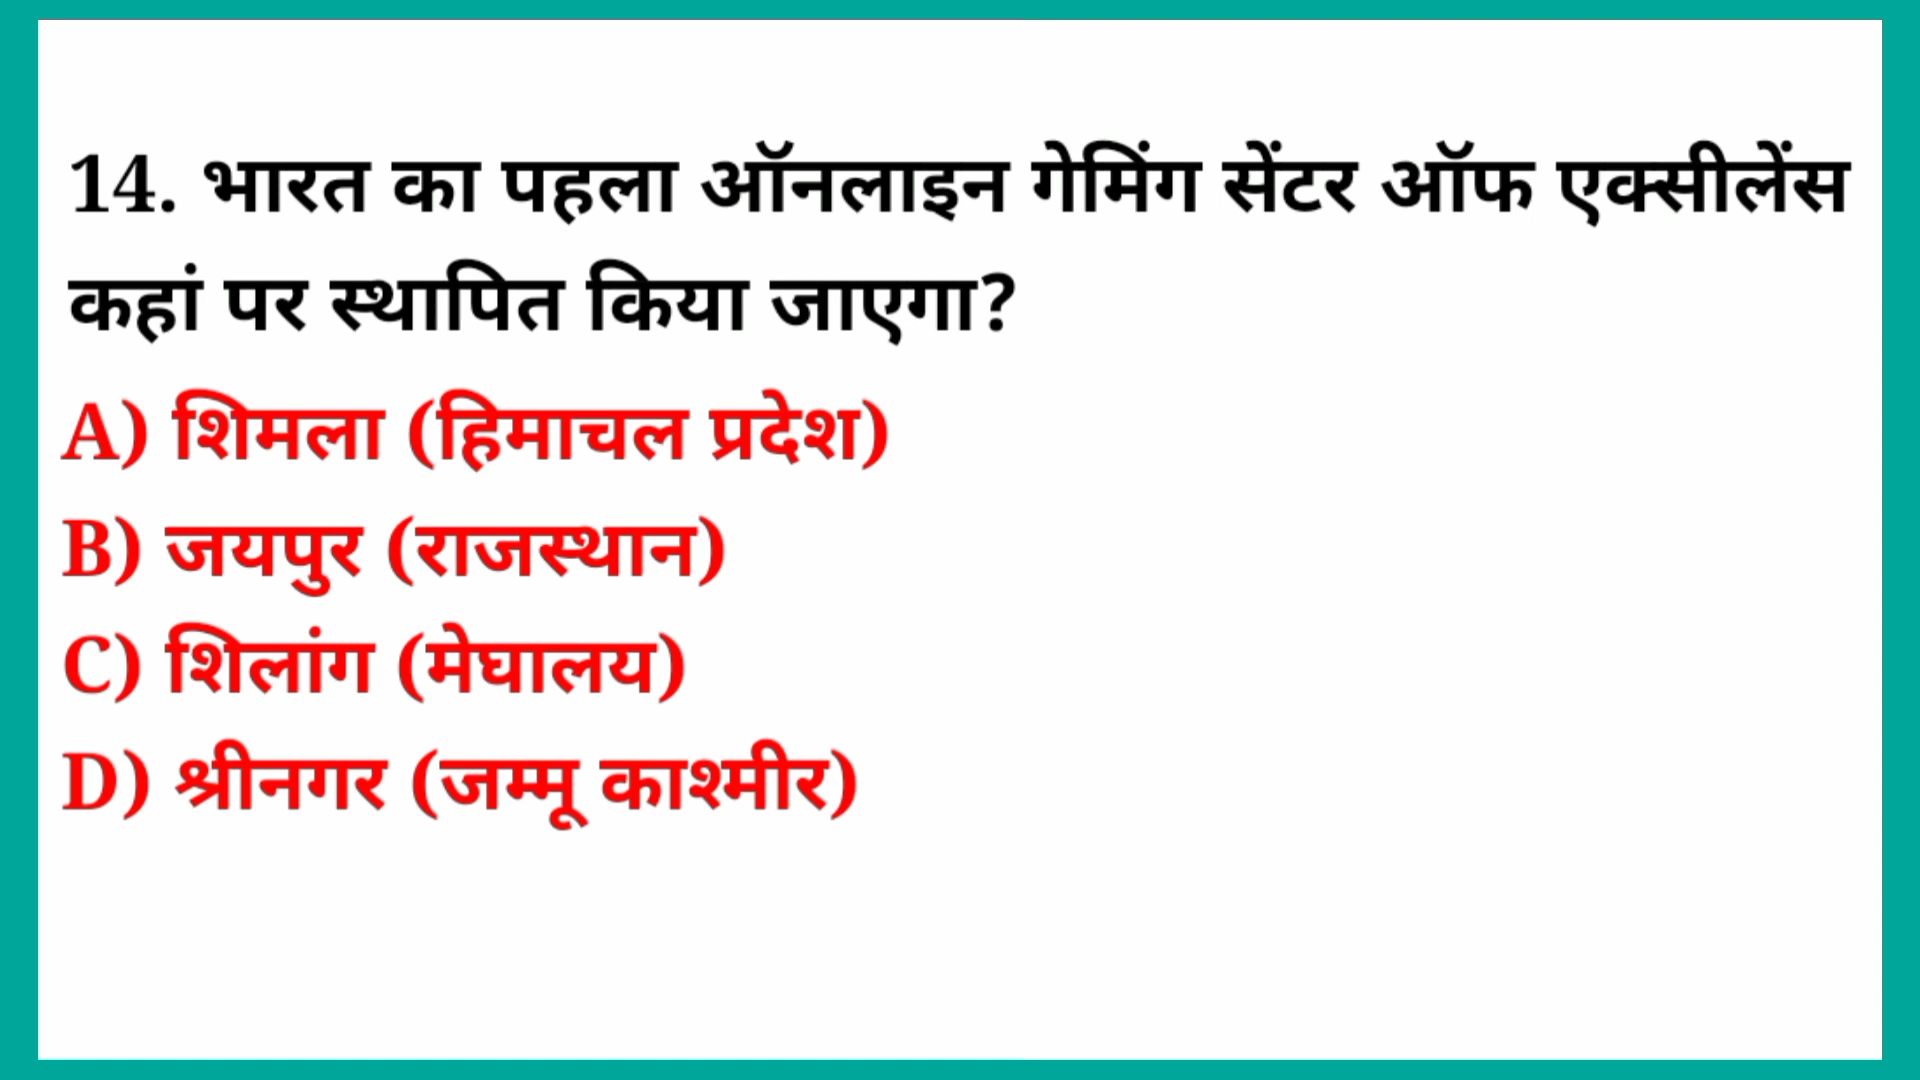 14. भारत का पहला ऑनलाइन गेमिंग सेंटर ऑफ एक्सीलेंस
कहां पर स्थापित किया जाएगा?
A) शिमला (हिमाचल प्रदेश)
B) जयपुर (राजस्थान)
C) शिलांग (मेघालय)
D) श्रीनगर (जम्मू काश्मीर)